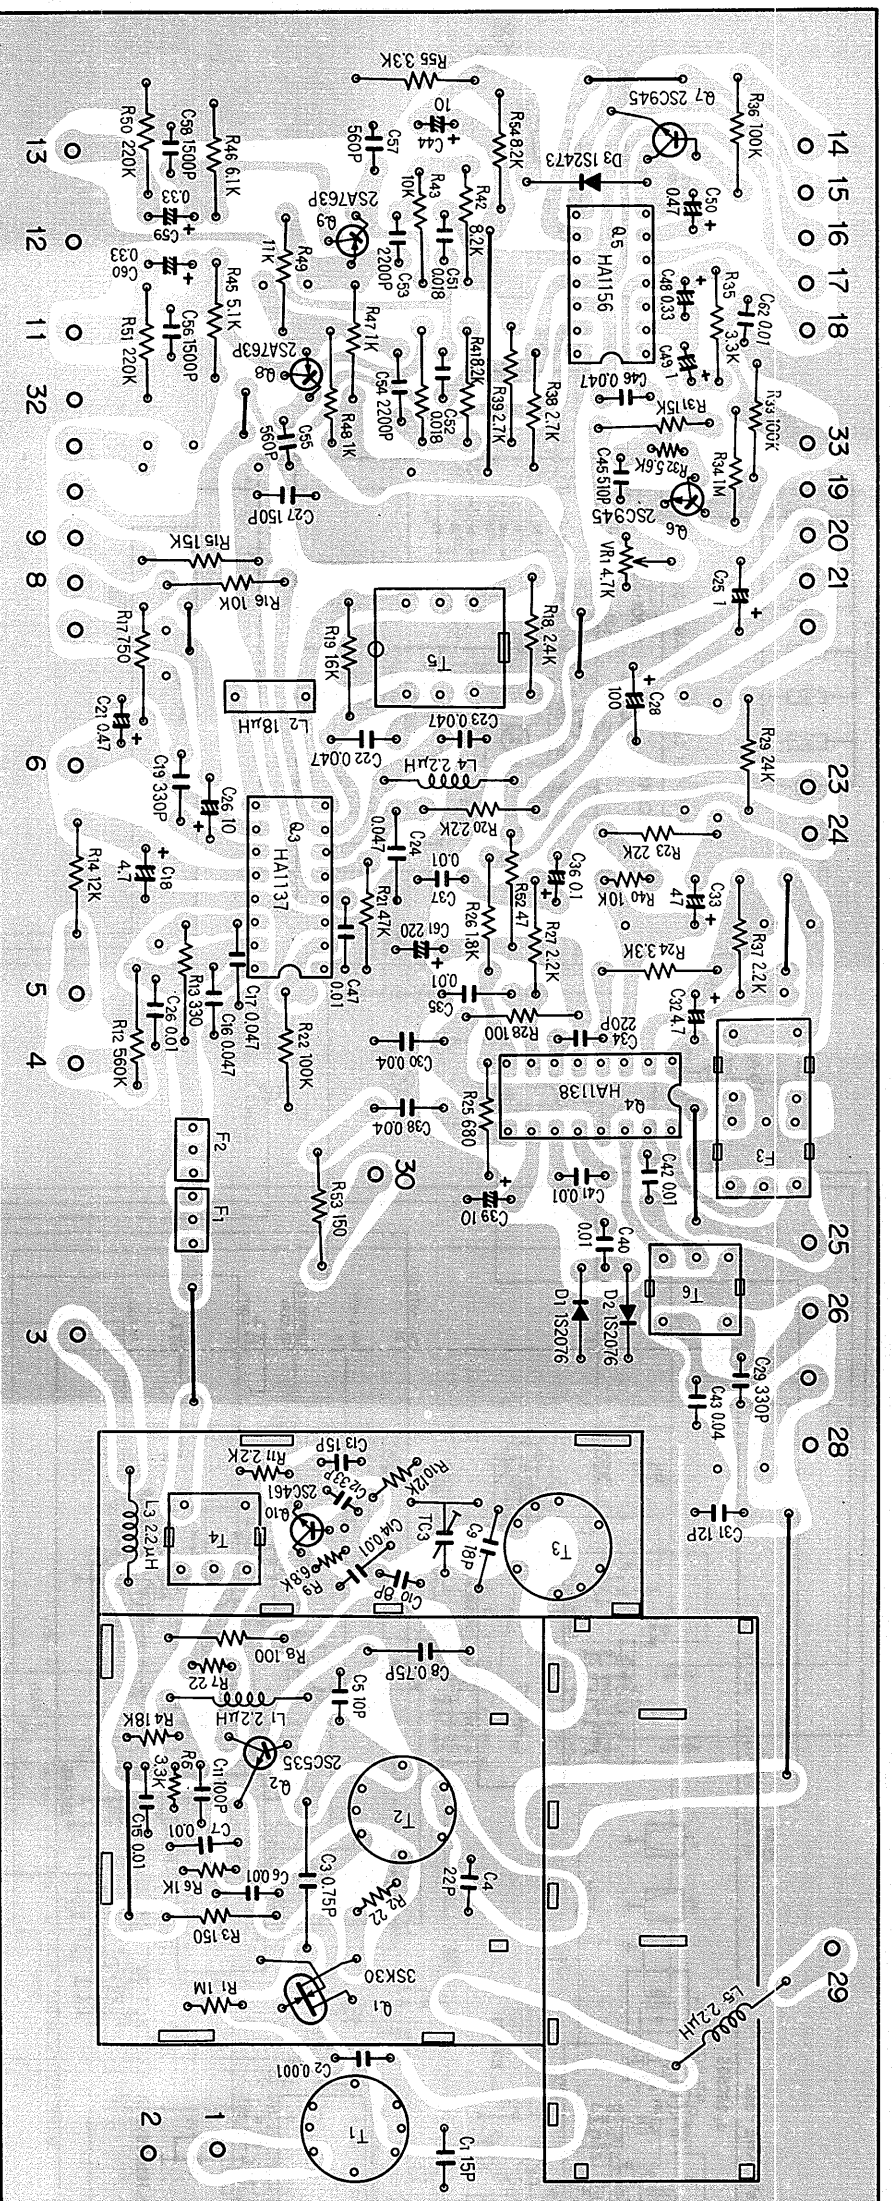 R55 3.3K
R50 220K
C58 1500P
R46 6.1K
C57
560P
C44
10
R54 8.2K
D3 1S2473
Q7 2SC945
R36 100K
13
14
15
0.33
C59
2SA763P
Q9
R43
10K
R42
8.2K
Q5
HA1156
C50
0.47
12
16
0.33
C60
R49
11K
C53
2200P
C51
0.018
C48 0.33
R35
3.3K
C62 0.01
17
R51 220K
C56 1500P
R45 5.1K
R47 1K
C49 1
11
18
2SA763P
Q8
C54 2200P
C52
0.018
R41 8.2K
R39 2.7K
R38 2.7K
C46 0.047
R31 15K
R33 100K
32
R48 1K
C55
560P
R32 5.6K
R34 1M
33
C27 150P
C45 510P
2SC945
Q6
19
9
R15 15K
VR1 4.7K
20
8
R16 10K
C25 1
21
R17 750
R19 16K
T5
R18 2.4K
C21 0.47
L2 18μH
C28
100
C22 0.047
C23 0.047
R29 24K
6
C19 330P
C26 10
L4 2.2μH
23
R14 12K
C18
4.7
Q3
HA1137
C24
0.047
R20 2.2K
R23 22K
24
R21 47K
C37
0.01
R26 1.8K
R62 47
C36 0.1
R40 10K
C33
47
C61 220
R27 2.2K
R24 3.3K
R37 2.2K
5
R13 330
C17 0.047
C47
0.01
C35
0.01
C32 4.7
R12 560K
C26 0.01
C16 0.047
R22 100K
C30 0.04
R28 100
C34
220P
4
R25 680
HA1138
Q4
F3
F2
C38 0.04
30
F1
R53 150
C39 10
C41 0.01
C42 0.01
25
C40
0.01
T6
3
D1 1S2076
D2 1S2076
26
C29 330P
C43 0.04
28
R11 2.2K
C13 15P
C12 33P
R10 12K
L3 2.2μH
T4
2SC461
Q10
TC3
C9 18P
T3
C31 12P
R9 6.8K
C14 0.01
C10 8P
R8 100
C8 0.75P
R7 22
L1 2.2μH
C5 10P
R4 18K
2SC535
Q2
R5
3.3K
C11 100P
T2
C15 0.01
C7
0.01
R6 1K
C6 0.01
C3 0.75P
R2 22
C4
22P
R3 150
29
R1 1M
3SK30
Q1
L5 2.2μH
C2 0.001
2
1
T1
C1 15P